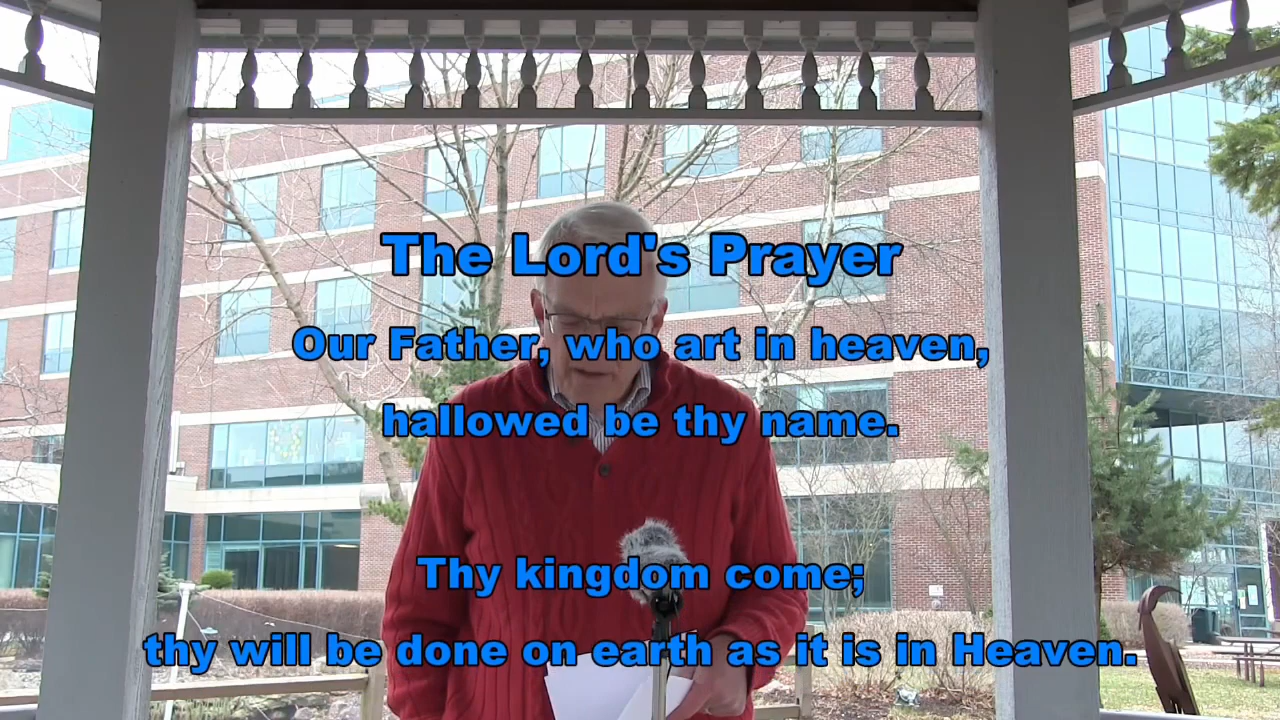 The Lord's Prayer
Our Father, who art in heaven,
hallowed be thy name.
Thy kingdom come;
thy will be done on earth as it is in Heaven.